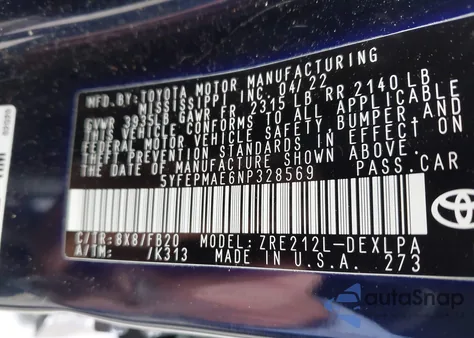 MFD.BY:TOYOTA MOTOR MANUFACTURING
MISSISSIPPI, INC. 04/22
GVWR 3935LB GAWR FR 2315 LB RR 2140 LB
THIS VEHICLE CONFORMS TO ALL APPLICABLE
FEDERAL MOTOR VEHICLE SAFETY,BUMPER,AND
THEFT PREVENTION STANDARDS IN EFFECT ON
THE DATE OF MANUFACTURE SHOWN ABOVE.
5YFEPMAE6NP328569 PASS.CAR
C/TR:8X8/FB20 MODEL: ZRE212L-DEXLPA
A/TM: /K313 MADE IN U.S.A. 273
autaSnap